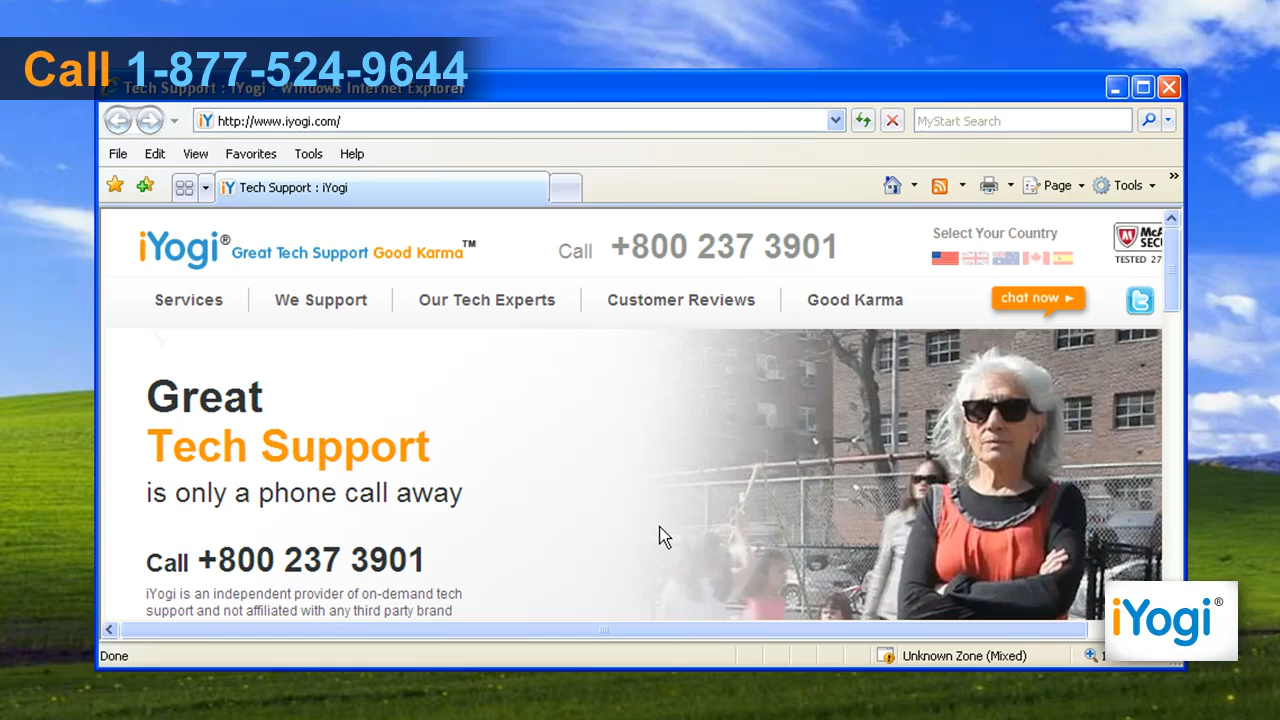 Call 1-877-524-9644
Tech Support : iYogi - Windows Internet Explorer
iY http://www.iyogi.com/
MyStart Search
File Edit View Favorites Tools Help
iY Tech Support : iYogi
Page Tools
iYogi® Great Tech Support Good Karma™
Call +800 237 3901
Select Your Country
SEC
TESTED 27
Services We Support Our Tech Experts Customer Reviews Good Karma
chat now
Great
Tech Support
is only a phone call away
Call +800 237 3901
iYogi is an independent provider of on-demand tech
support and not affiliated with any third party brand
iYogi®
Done
Unknown Zone (Mixed)